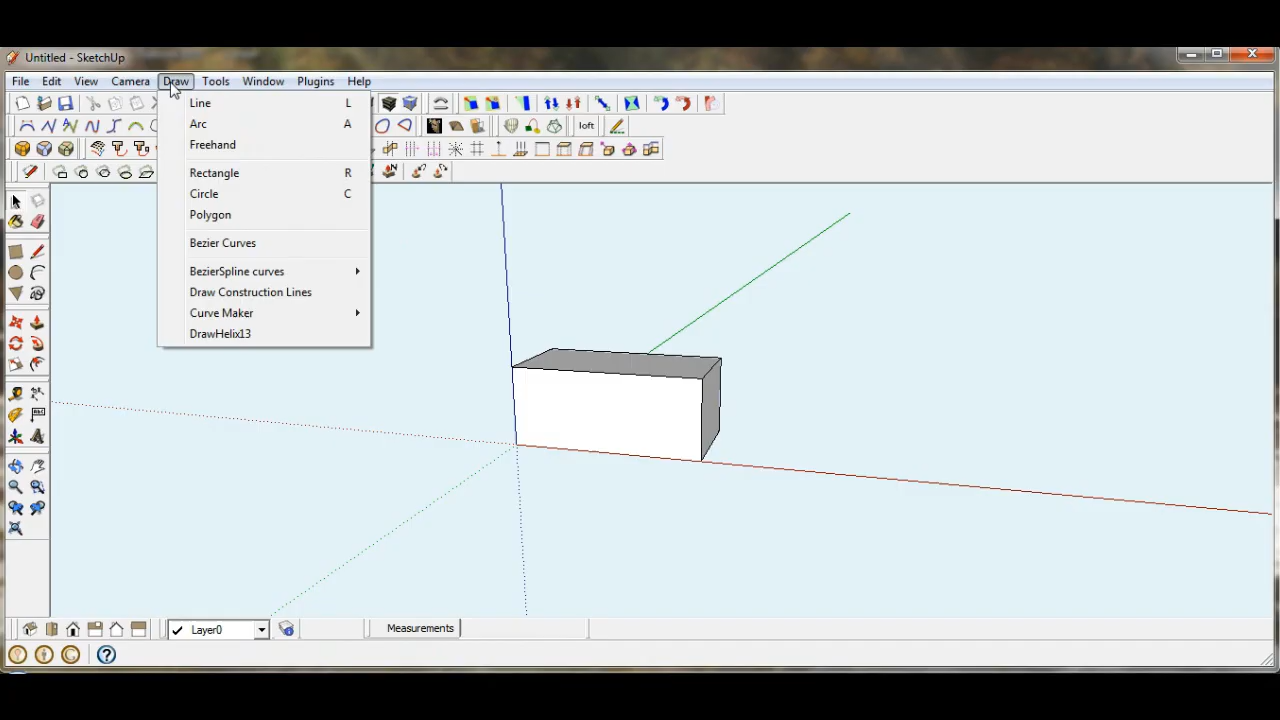 Untitled - SketchUp
File Edit View Camera Draw Tools Window Plugins Help
Line L
Arc A
Freehand
Rectangle R
Circle C
Polygon
Bezier Curves
BezierSpline curves
Draw Construction Lines
Curve Maker
DrawHelix13
loft
Layer0
Measurements